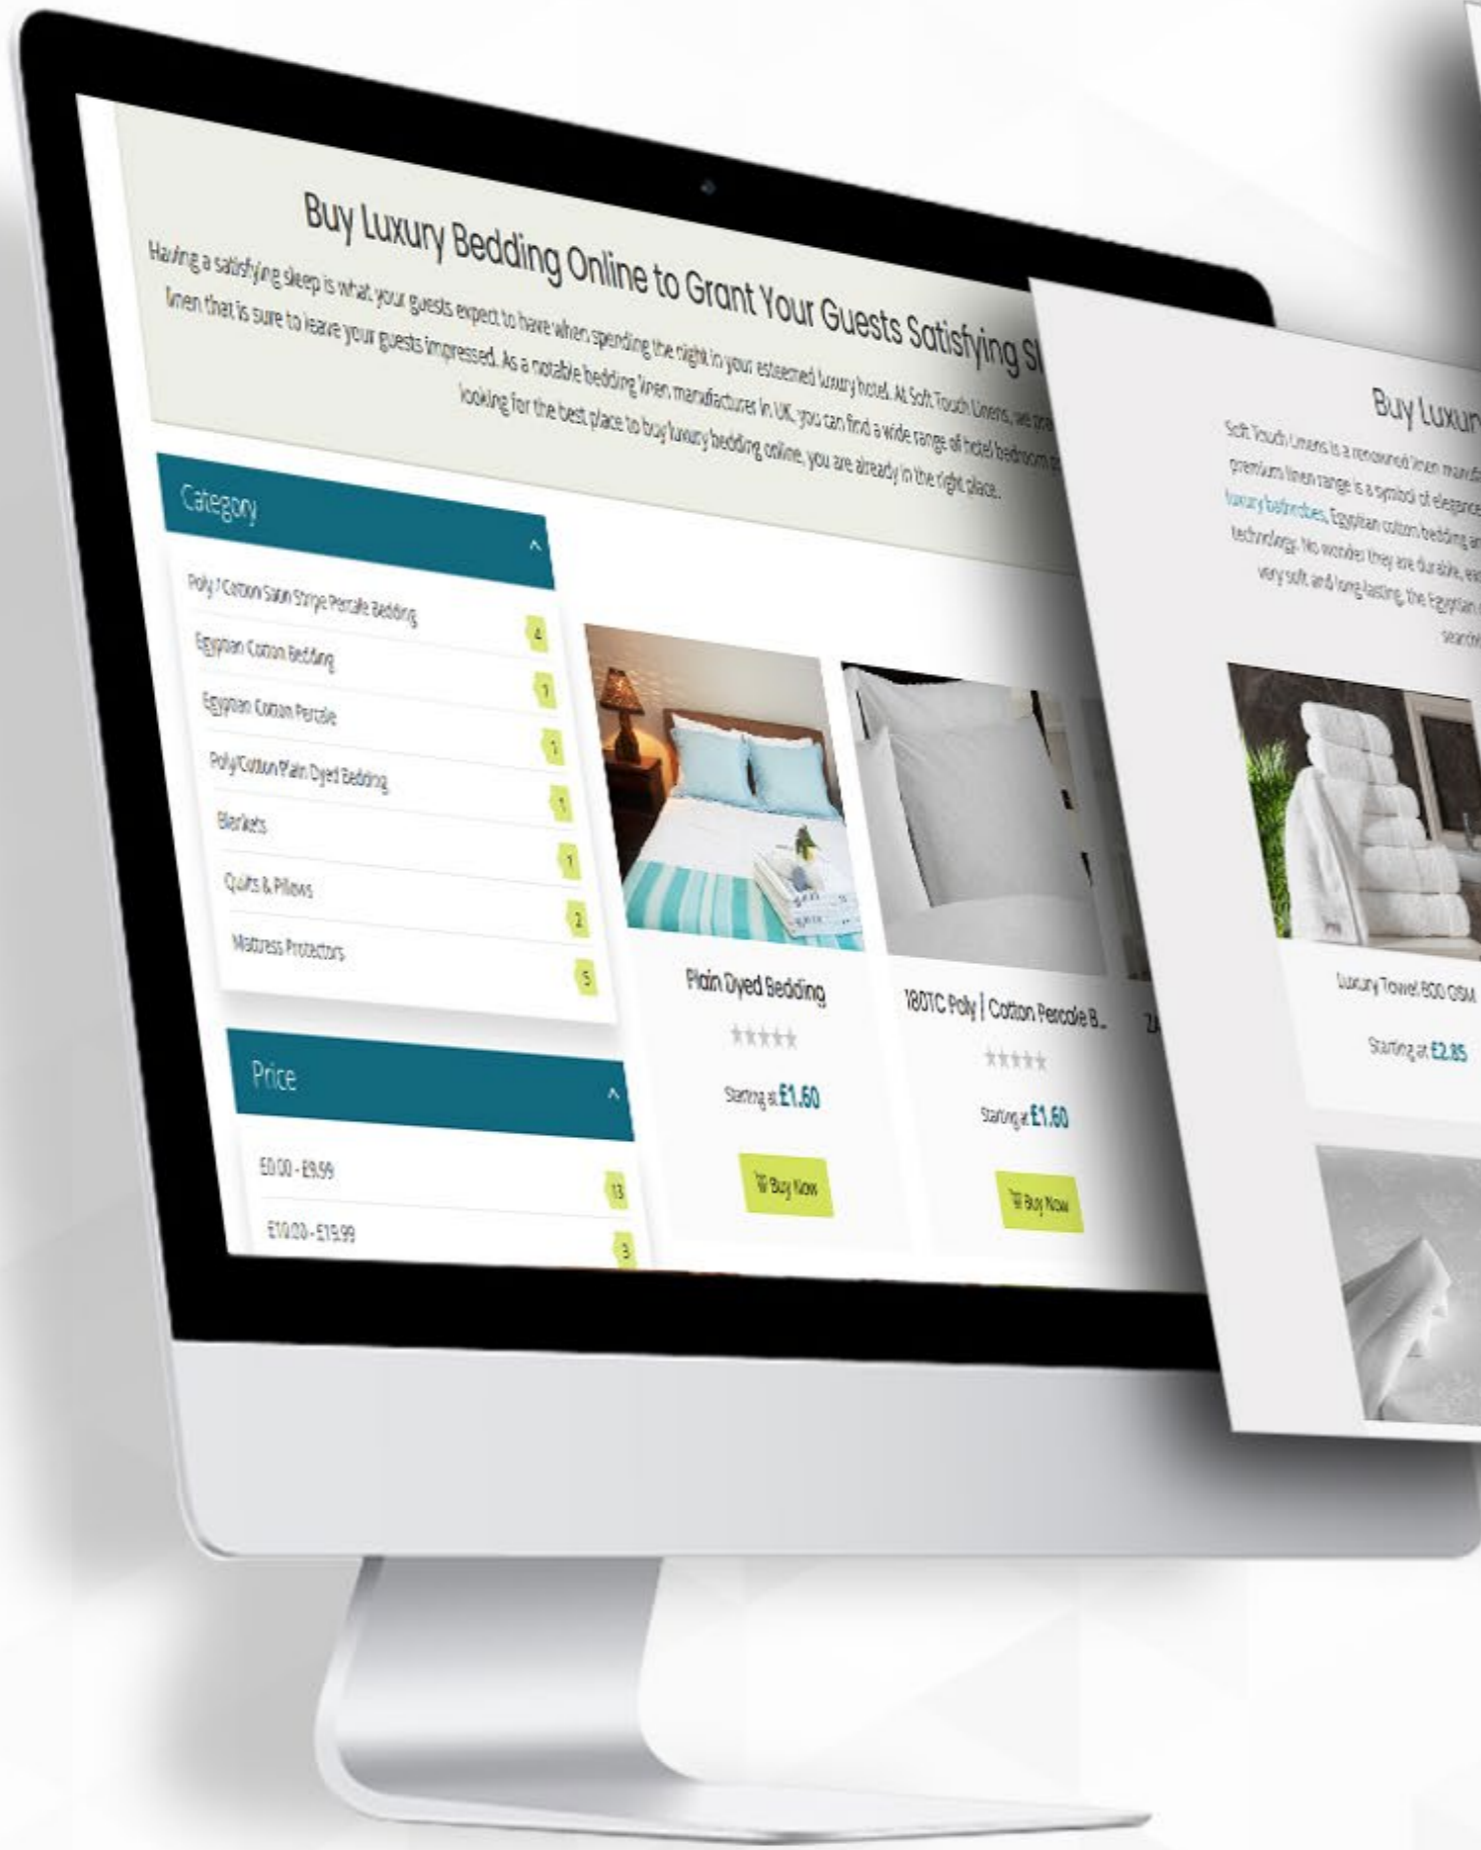 Buy Luxury Bedding Online to Grant Your Guests Satisfying Sl
Having a satisfying sleep is what your guests expect to have when spending the night in your esteemed luxury hotel. At Soft Touch Linens, we
linen that is sure to leave your guests impressed. As a notable bedding linen manufacturer in UK, you can find a wide range of hotel bedroom
looking for the best place to buy luxury bedding online, you are already in the right place.
Category
Poly / Cotton Satin Stripe Percale Bedding
4
Egyptian Cotton Bedding
Egyptian Cotton Percale
1
Poly/Cotton Plain Dyed Bedding
1
Blankets
1
Quilts & Pillows
2
Mattress Protectors
5
Price
£0.00 - £9.99
13
£10.00 - £19.99
3
Plain Dyed Bedding
Starting at £1.60
Buy Now
180TC Poly | Cotton Percale B...
Starting at £1.60
Buy Now
Buy Luxur
Soft Touch Linens is a renowned linen manufa
premium linen range is a symbol of elegance
luxury bathrobes, Egyptian cotton bedding an
technology. No wonder they are durable, eas
very soft and long-lasting, the Egyptian
search
Luxury Towel 800 GSM
Starting at £2.85